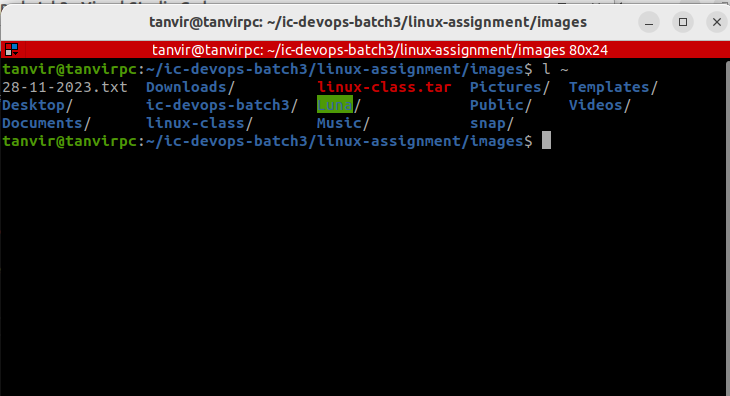 tanvir@tanvirpc: ~/ic-devops-batch3/linux-assignment/images
tanvir@tanvirpc: ~/ic-devops-batch3/linux-assignment/images 80x24
tanvir@tanvirpc:~/ic-devops-batch3/linux-assignment/images$ l ~
28-11-2023.txt Downloads/ linux-class.tar Pictures/ Templates/
Desktop/ ic-devops-batch3/ Luna/ Public/ Videos/
Documents/ linux-class/ Music/ snap/
tanvir@tanvirpc:~/ic-devops-batch3/linux-assignment/images$